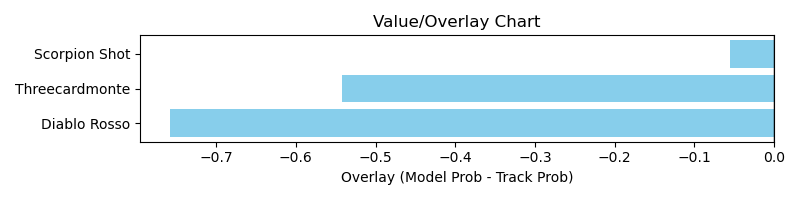 Value/Overlay Chart
Scorpion Shot
Threecardmonte
Diablo Rosso
−0.7 −0.6 −0.5 −0.4 −0.3 −0.2 −0.1 0.0
Overlay (Model Prob - Track Prob)